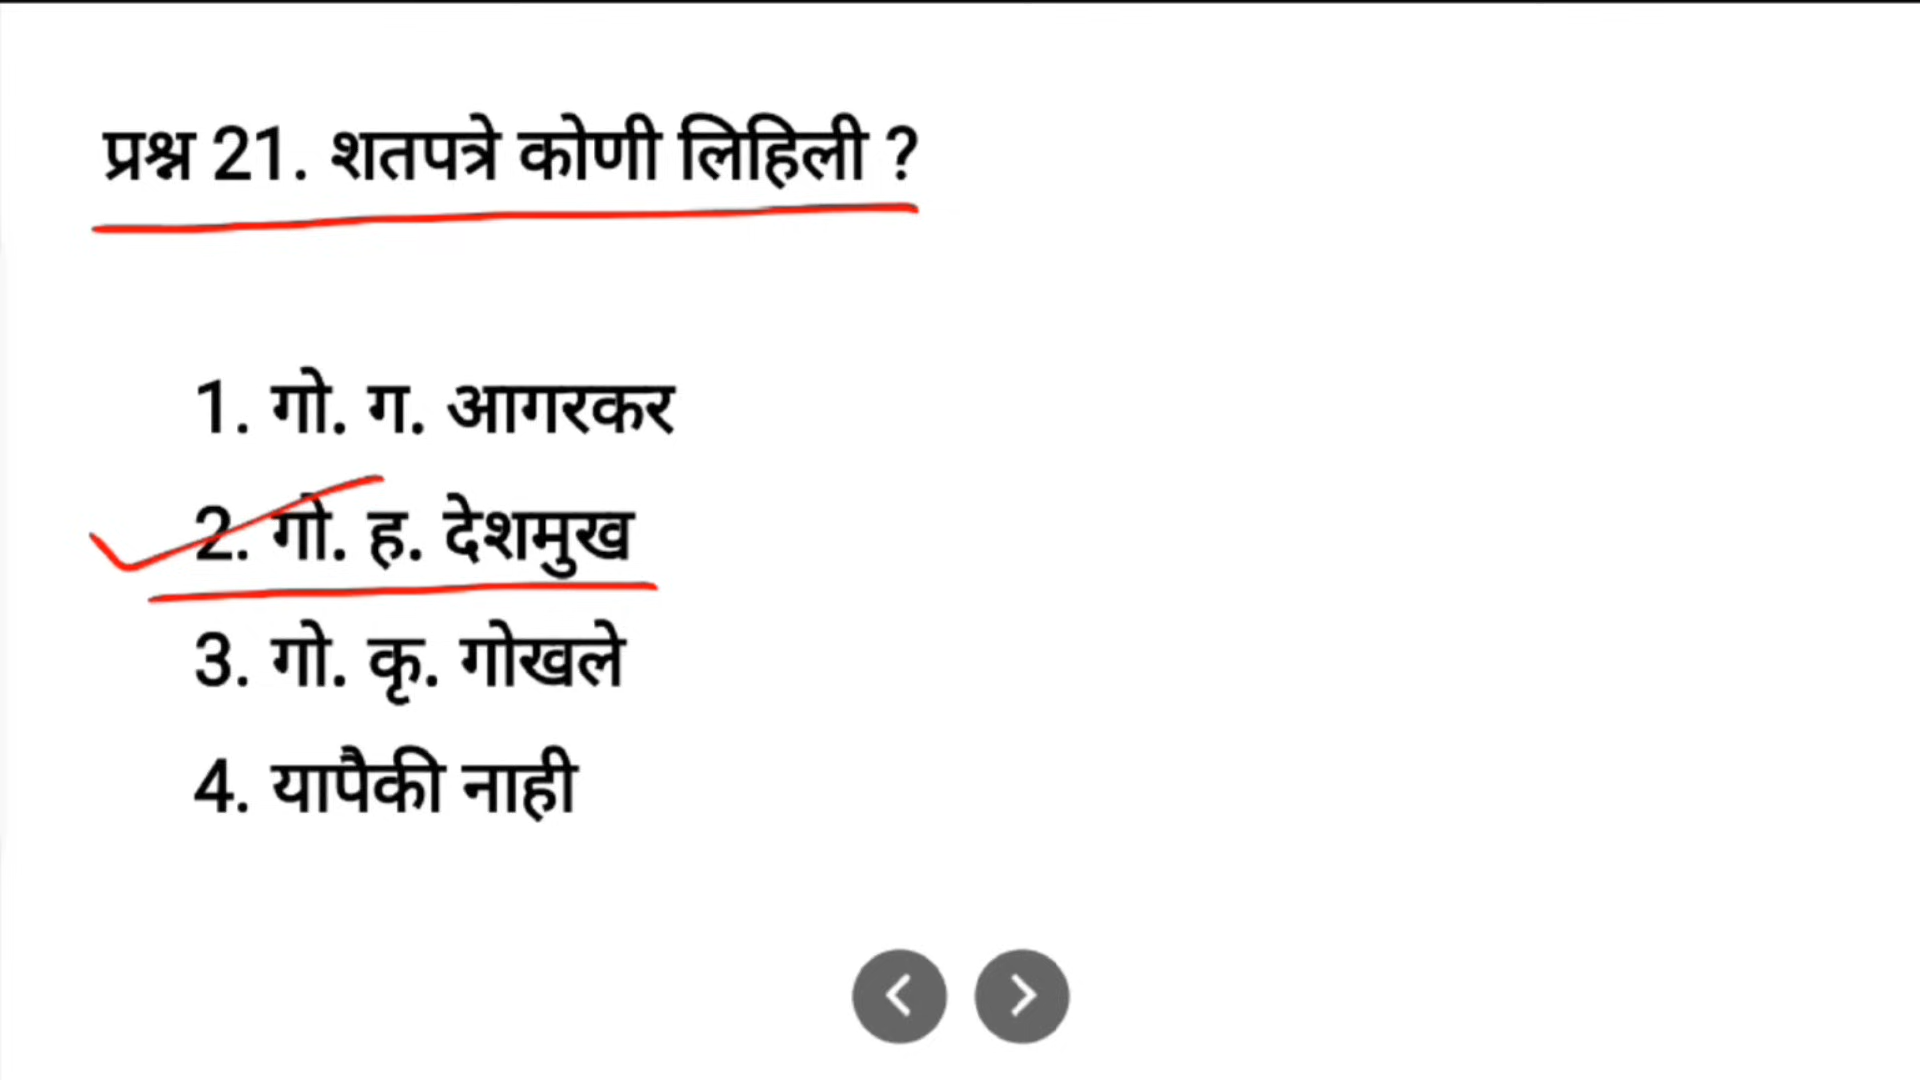 प्रश्न 21. शतपत्रे कोणी लिहिली ?
1. गो. ग. आगरकर
2. गो. ह. देशमुख
3. गो. कृ. गोखले
4. यापैकी नाही